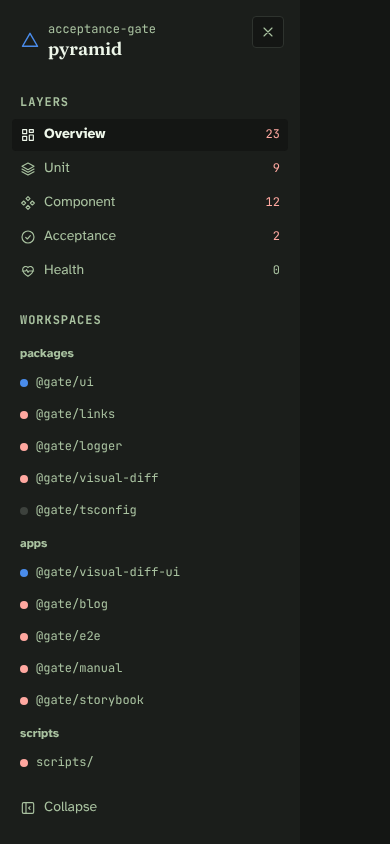 acceptance-gate
pyramid
LAYERS
Overview 23
Unit 9
Component 12
Acceptance 2
Health 0
WORKSPACES
packages
@gate/ui
@gate/links
@gate/logger
@gate/visual-diff
@gate/tsconfig
apps
@gate/visual-diff-ui
@gate/blog
@gate/e2e
@gate/manual
@gate/storybook
scripts
scripts/
Collapse